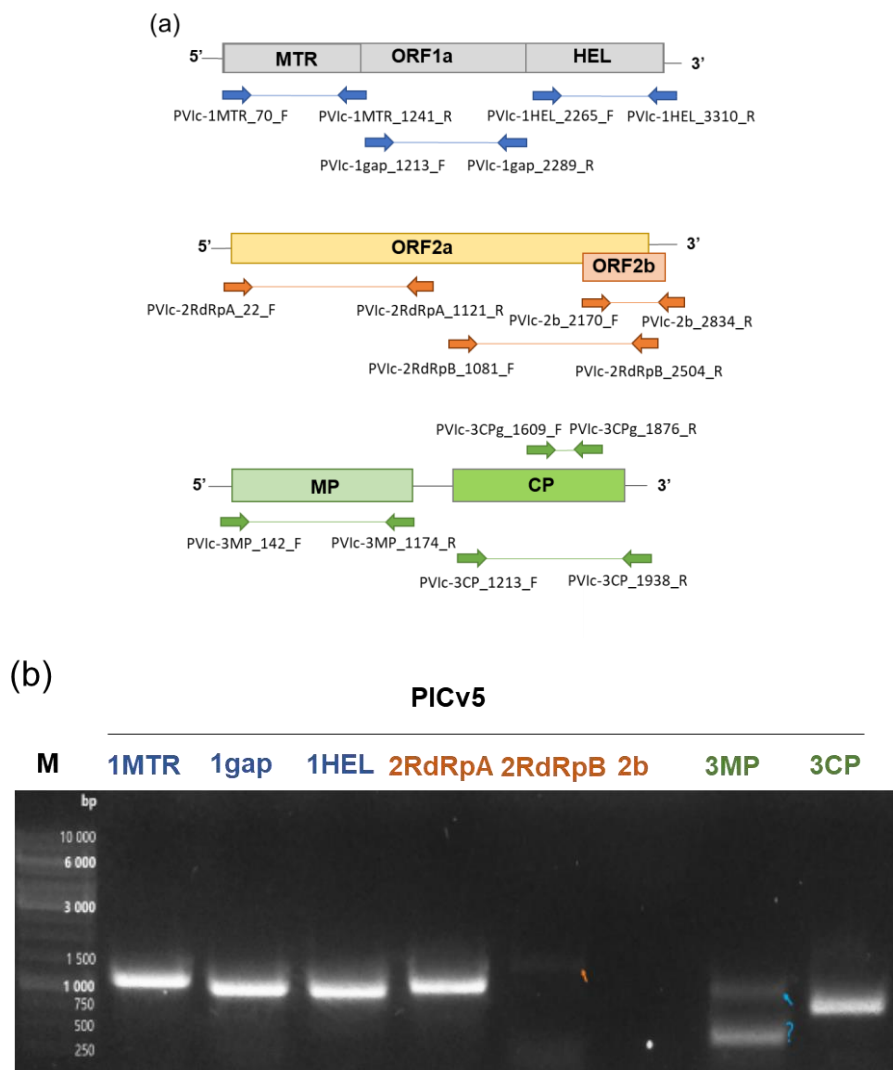 (a)
5’ MTR ORF1a HEL 3’
PVIc-1MTR_70_F PVIc-1MTR_1241_R PVIc-1HEL_2265_F PVIc-1HEL_3310_R
PVIc-1gap_1213_F PVIc-1gap_2289_R
5’ ORF2a 3’
ORF2b
PVIc-2RdRpA_22_F PVIc-2RdRpA_1121_R PVIc-2b_2170_F PVIc-2b_2834_R
PVIc-2RdRpB_1081_F PVIc-2RdRpB_2504_R
PVIc-3CPg_1609_F PVIc-3CPg_1876_R
5’ MP CP 3’
PVIc-3MP_142_F PVIc-3MP_1174_R
PVIc-3CP_1213_F PVIc-3CP_1938_R
(b)
PICv5
M 1MTR 1gap 1HEL 2RdRpA 2RdRpB 2b 3MP 3CP
bp
10 000
6 000
3 000
1 500
1 000
750
500
?
250